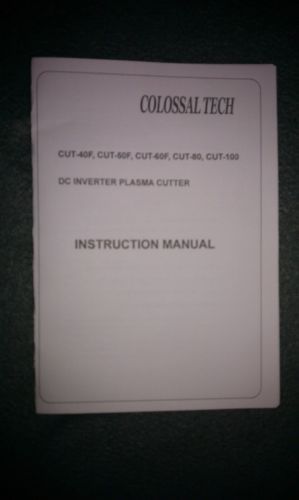 COLOSSAL TECH
CUT-40F, CUT-50F, CUT-60F, CUT-80, CUT-100
DC INVERTER PLASMA CUTTER
INSTRUCTION MANUAL